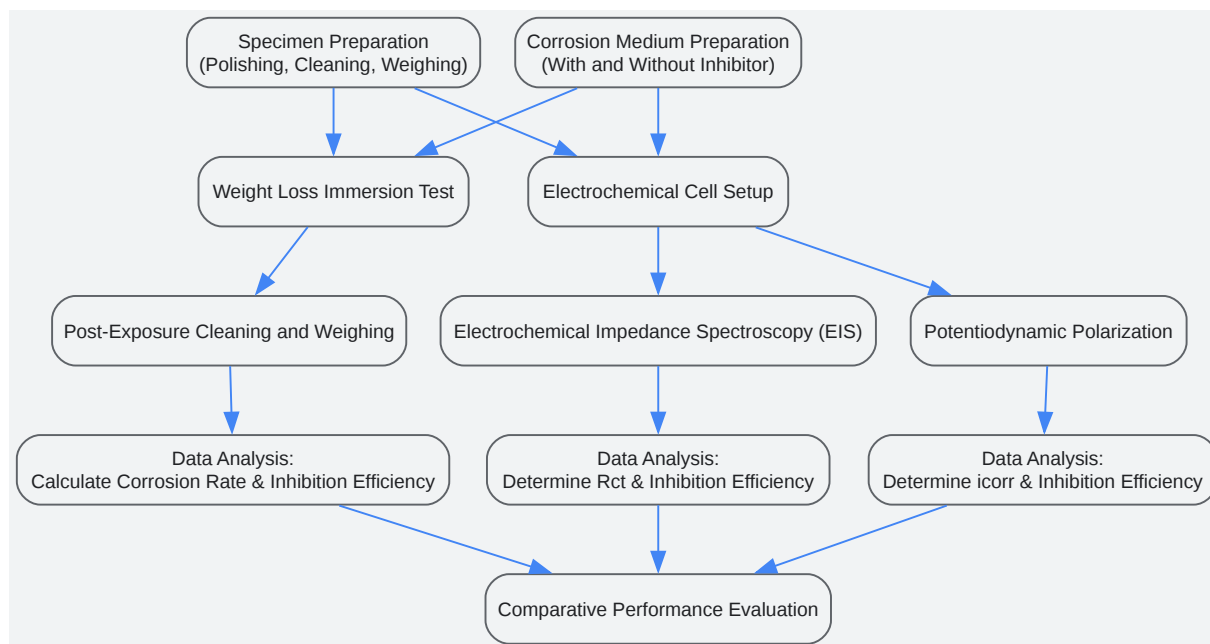 Specimen Preparation
(Polishing, Cleaning, Weighing)
Corrosion Medium Preparation
(With and Without Inhibitor)
Weight Loss Immersion Test
Electrochemical Cell Setup
Post-Exposure Cleaning and Weighing
Electrochemical Impedance Spectroscopy (EIS)
Potentiodynamic Polarization
Data Analysis:
Calculate Corrosion Rate & Inhibition Efficiency
Data Analysis:
Determine Rct & Inhibition Efficiency
Data Analysis:
Determine icorr & Inhibition Efficiency
Comparative Performance Evaluation